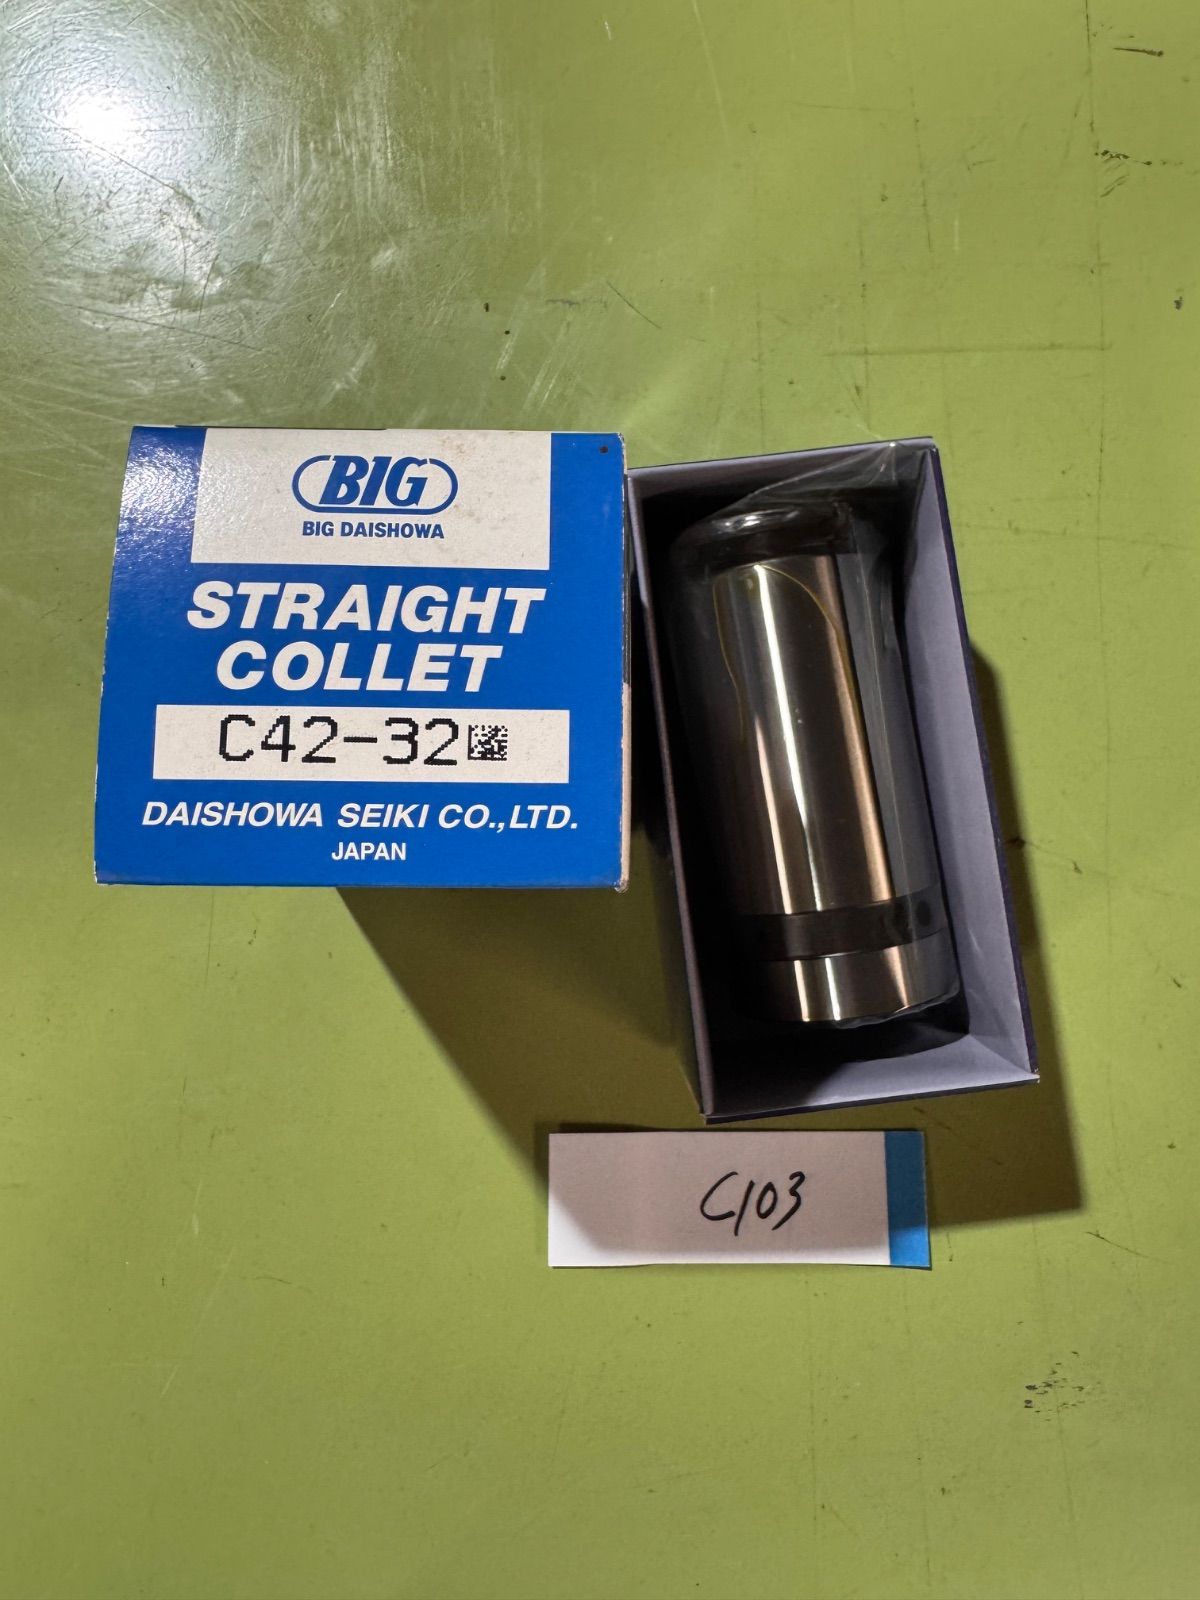 BIG
BIG DAISHOWA
STRAIGHT
COLLET
C42-32
DAISHOWA SEIKI CO.,LTD.
JAPAN
C103